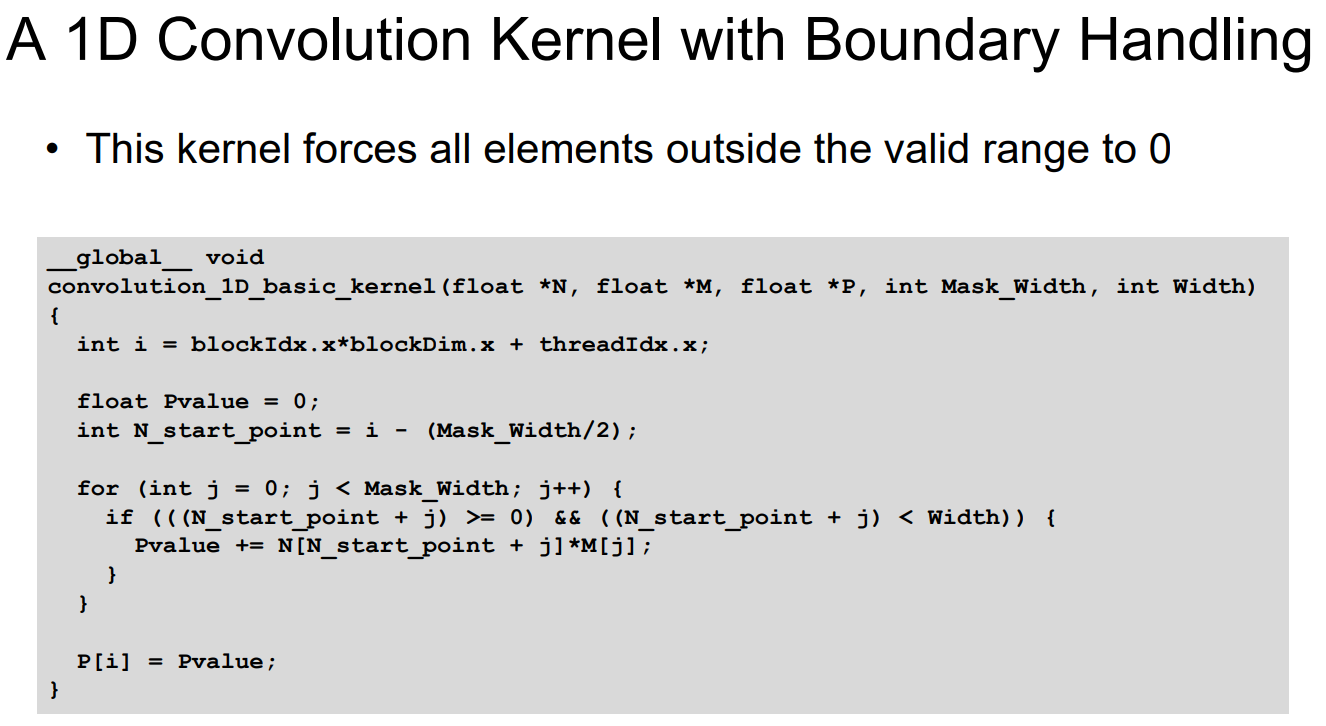 A 1D Convolution Kernel with Boundary Handling
• This kernel forces all elements outside the valid range to 0
__global__ void
convolution_1D_basic_kernel(float *N, float *M, float *P, int Mask_Width, int Width)
{
  int i = blockIdx.x*blockDim.x + threadIdx.x;
  float Pvalue = 0;
  int N_start_point = i - (Mask_Width/2);
  for (int j = 0; j < Mask_Width; j++) {
    if (((N_start_point + j) >= 0) && ((N_start_point + j) < Width)) {
      Pvalue += N[N_start_point + j]*M[j];
    }
  }
  P[i] = Pvalue;
}